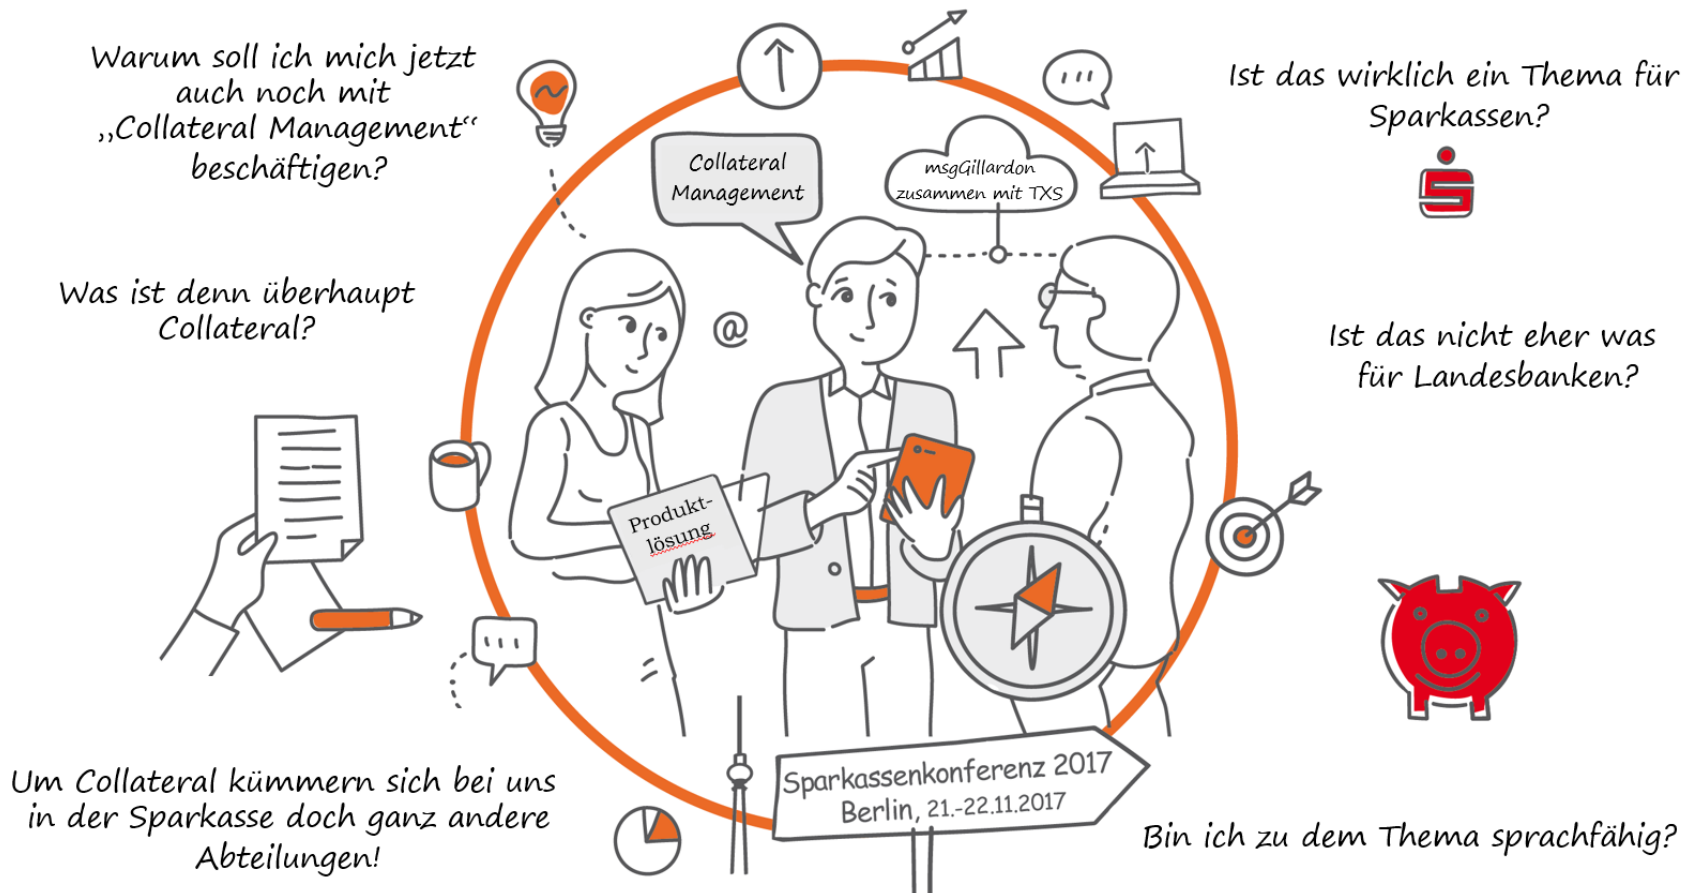 Warum soll ich mich jetzt
auch noch mit
„Collateral Management“
beschäftigen?
Ist das wirklich ein Thema für
Sparkassen?
Collateral
Management
msgGillardon
zusammen mit TXS
Was ist denn überhaupt
Collateral?
@
Ist das nicht eher was
für Landesbanken?
Produkt-
lösung
Um Collateral kümmern sich bei uns
in der Sparkasse doch ganz andere
Abteilungen!
Sparkassenkonferenz 2017
Berlin, 21.-22.11.2017
Bin ich zu dem Thema sprachfähig?